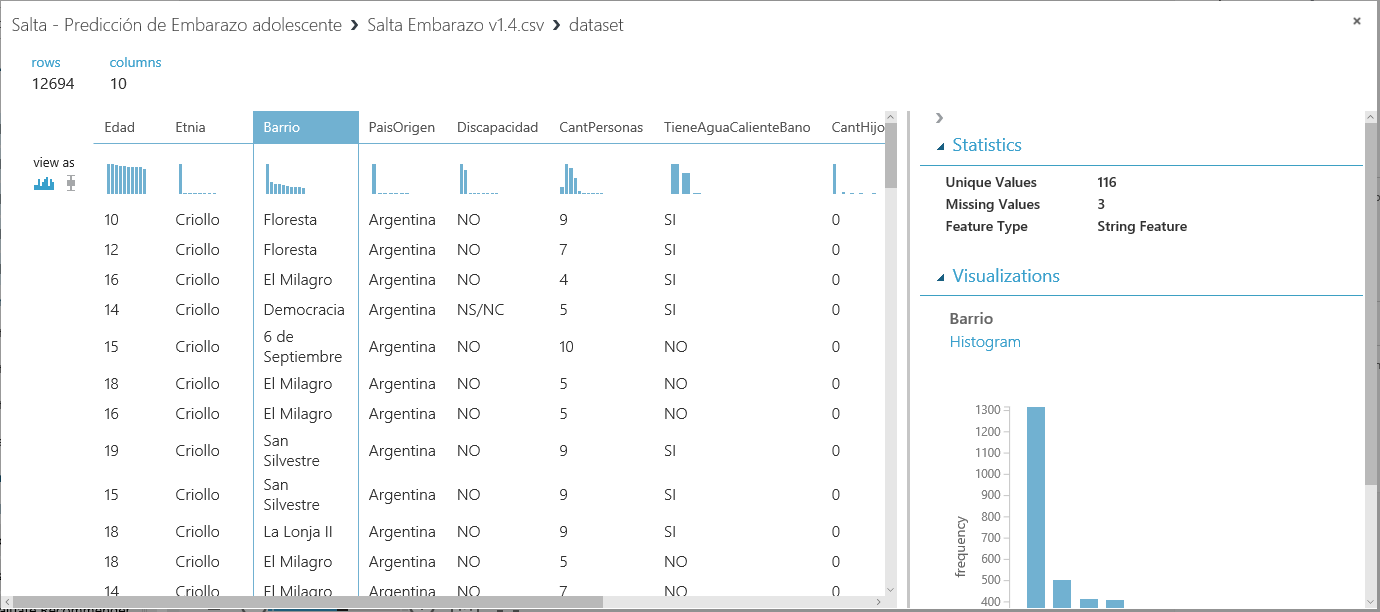 Salta - Predicción de Embarazo adolescente › Salta Embarazo v1.4.csv › dataset
rows columns
12694 10
Edad Etnia Barrio PaisOrigen Discapacidad CantPersonas TieneAguaCalienteBano CantHijo
view as
10 Criollo Floresta Argentina NO 9 SI 0
12 Criollo Floresta Argentina NO 7 SI 0
16 Criollo El Milagro Argentina NO 4 SI 0
14 Criollo Democracia Argentina NS/NC 5 SI 0
15 Criollo 6 de Septiembre Argentina NO 10 NO 0
18 Criollo El Milagro Argentina NO 5 NO 0
16 Criollo El Milagro Argentina NO 5 NO 0
19 Criollo San Silvestre Argentina NO 9 SI 0
15 Criollo San Silvestre Argentina NO 9 SI 0
18 Criollo La Lonja II Argentina NO 9 SI 0
18 Criollo El Milagro Argentina NO 5 NO 0
14 Criollo El Milagro Argentina NO 7 NO 0
Statistics
Unique Values 116
Missing Values 3
Feature Type String Feature
Visualizations
Barrio
Histogram
1300
1200
1100
1000
900
800
700
600
500
400
frequency